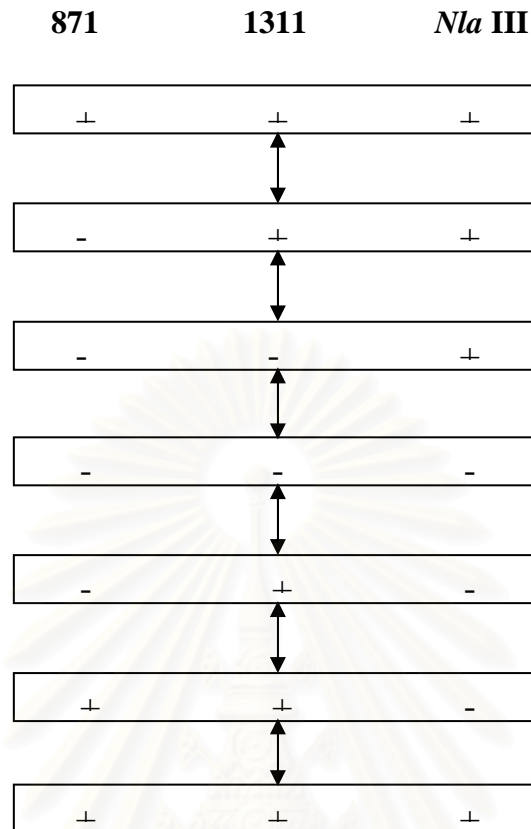 871 1311 Nla III
+ + +
- + +
- - +
- - -
- + -
+ + -
+ + +